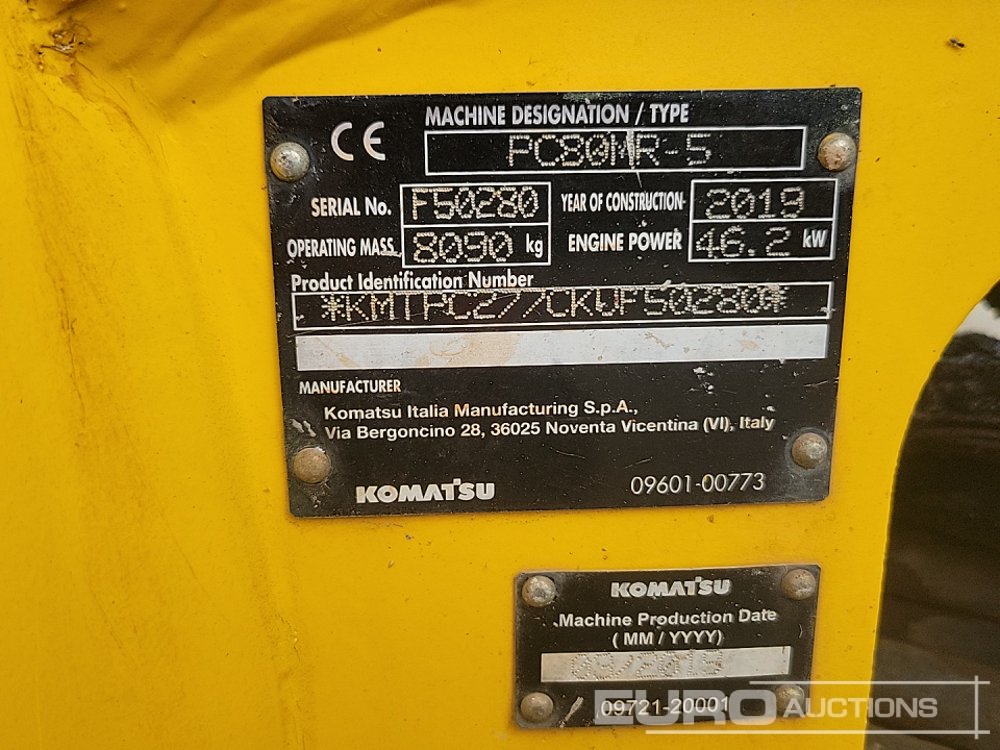 CE
MACHINE DESIGNATION / TYPE
PC80MR-5
SERIAL No. F50280 YEAR OF CONSTRUCTION 2019
OPERATING MASS 8090 kg ENGINE POWER 46.2 kW
Product Identification Number
*KMTPC277CKWF50280*
MANUFACTURER
Komatsu Italia Manufacturing S.p.A.,
Via Bergoncino 28, 36025 Noventa Vicentina (VI), Italy
KOMATSU 09601-00773
KOMATSU
Machine Production Date
( MM / YYYY)
09/2019
09721-20001
EURO AUCTIONS